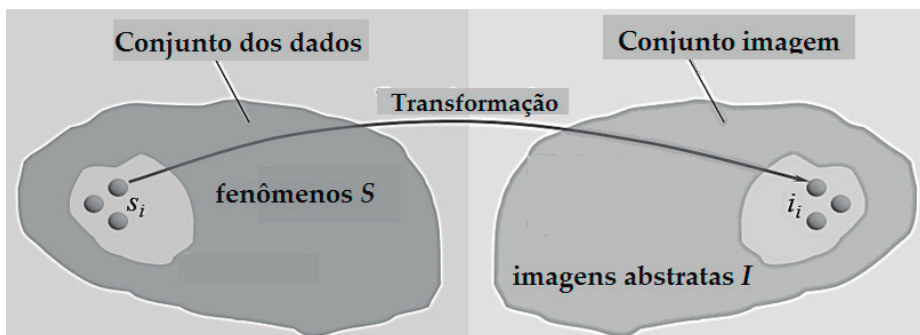 Conjunto dos dados
Conjunto imagem
Transformação
fenômenos S
s_i
i_i
imagens abstratas I